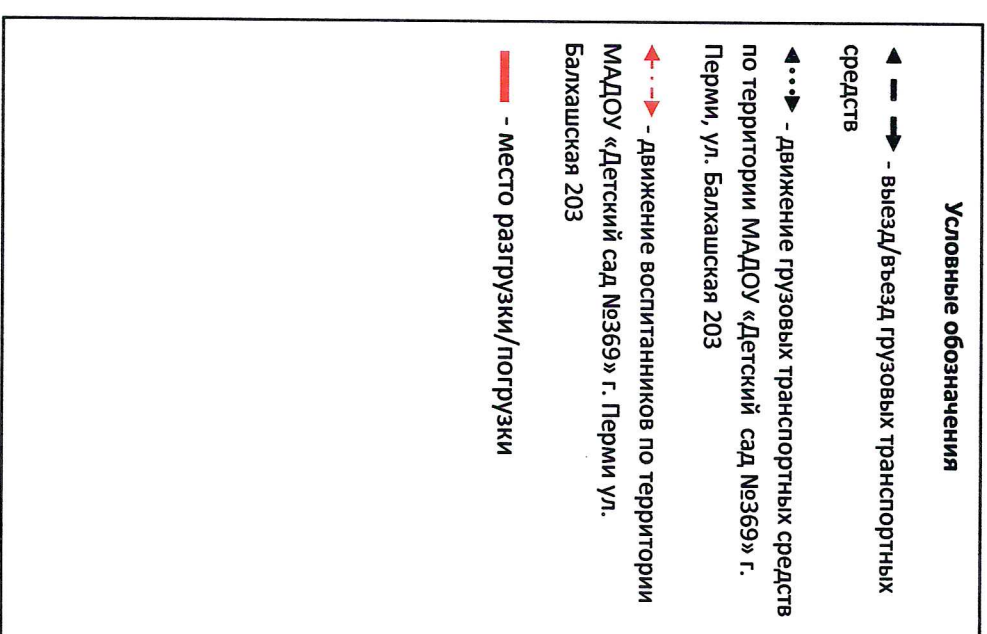 Условные обозначения
- выезд/въезд грузовых транспортных
средств
- движение грузовых транспортных средств
по территории МАДОУ «Детский сад №369» г.
Перми, ул. Балхашская 203
- движение воспитанников по территории
МАДОУ «Детский сад №369» г. Перми ул.
Балхашская 203
- место разгрузки/погрузки